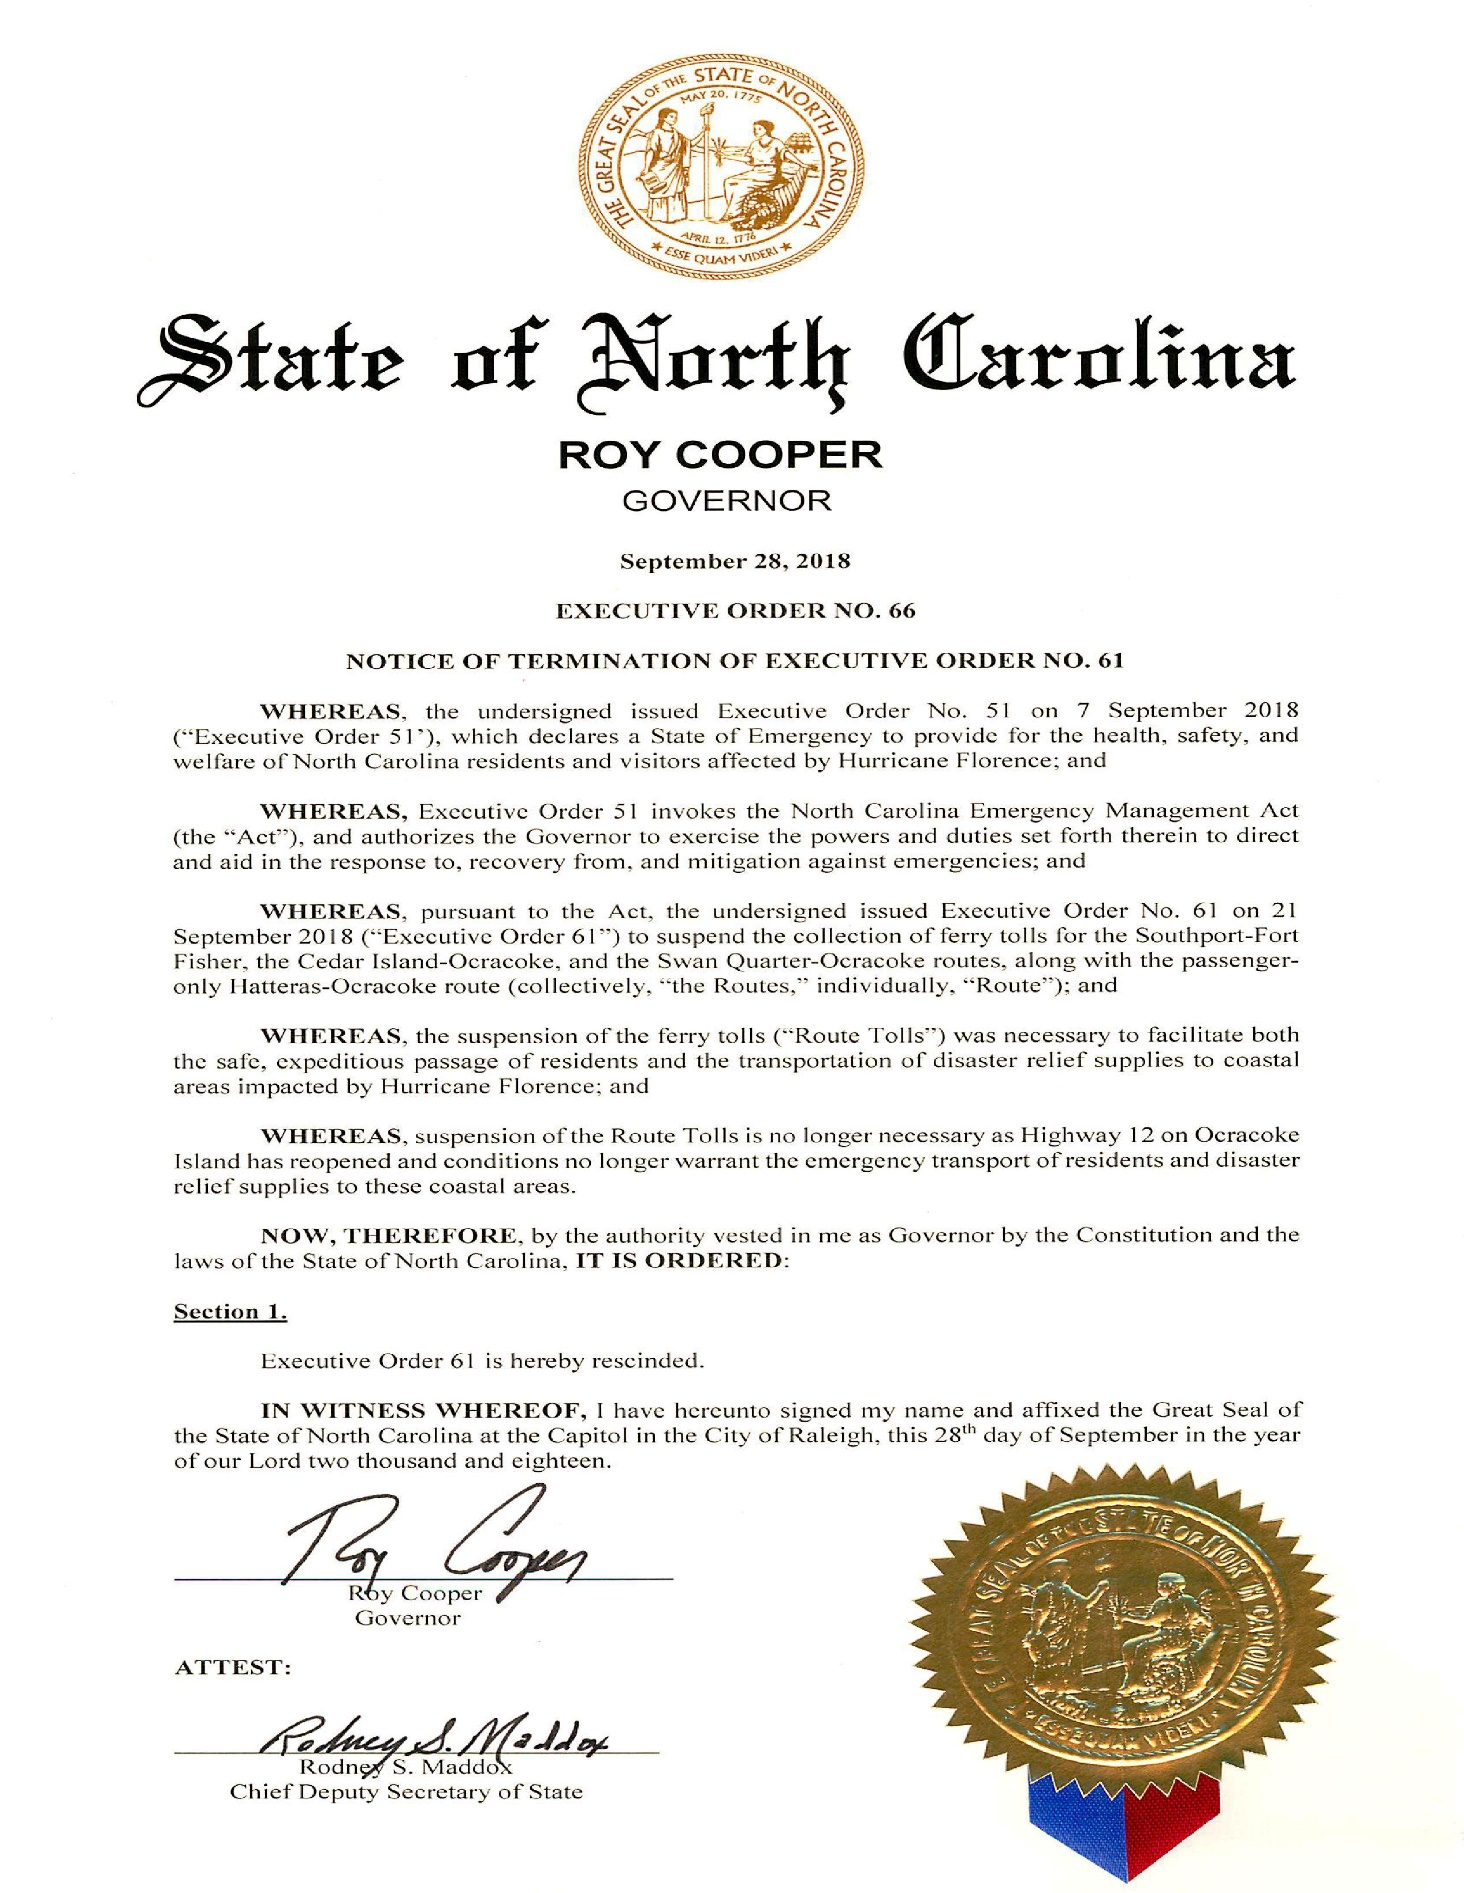 THE GREAT SEAL OF THE STATE OF NORTH CAROLINA
MAY 20, 1775
APRIL 12, 1776
★ ESSE QUAM VIDERI ★
State of North Carolina
ROY COOPER
GOVERNOR
September 28, 2018
EXECUTIVE ORDER NO. 66
NOTICE OF TERMINATION OF EXECUTIVE ORDER NO. 61
WHEREAS, the undersigned issued Executive Order No. 51 on 7 September 2018
(“Executive Order 51’), which declares a State of Emergency to provide for the health, safety, and
welfare of North Carolina residents and visitors affected by Hurricane Florence; and
WHEREAS, Executive Order 51 invokes the North Carolina Emergency Management Act
(the “Act”), and authorizes the Governor to exercise the powers and duties set forth therein to direct
and aid in the response to, recovery from, and mitigation against emergencies; and
WHEREAS, pursuant to the Act, the undersigned issued Executive Order No. 61 on 21
September 2018 (“Executive Order 61”) to suspend the collection of ferry tolls for the Southport-Fort
Fisher, the Cedar Island-Ocracoke, and the Swan Quarter-Ocracoke routes, along with the passenger-
only Hatteras-Ocracoke route (collectively, “the Routes,” individually, “Route”); and
WHEREAS, the suspension of the ferry tolls (“Route Tolls”) was necessary to facilitate both
the safe, expeditious passage of residents and the transportation of disaster relief supplies to coastal
areas impacted by Hurricane Florence; and
WHEREAS, suspension of the Route Tolls is no longer necessary as Highway 12 on Ocracoke
Island has reopened and conditions no longer warrant the emergency transport of residents and disaster
relief supplies to these coastal areas.
NOW, THEREFORE, by the authority vested in me as Governor by the Constitution and the
laws of the State of North Carolina, IT IS ORDERED:
Section 1.
Executive Order 61 is hereby rescinded.
IN WITNESS WHEREOF, I have hereunto signed my name and affixed the Great Seal of
the State of North Carolina at the Capitol in the City of Raleigh, this 28th day of September in the year
of our Lord two thousand and eighteen.
Roy Cooper
Roy Cooper
Governor
ATTEST:
Rodney S. Maddox
Rodney S. Maddox
Chief Deputy Secretary of State
GREAT SEAL OF THE STATE OF NORTH CAROLINA
ESSE QUAM VIDERI